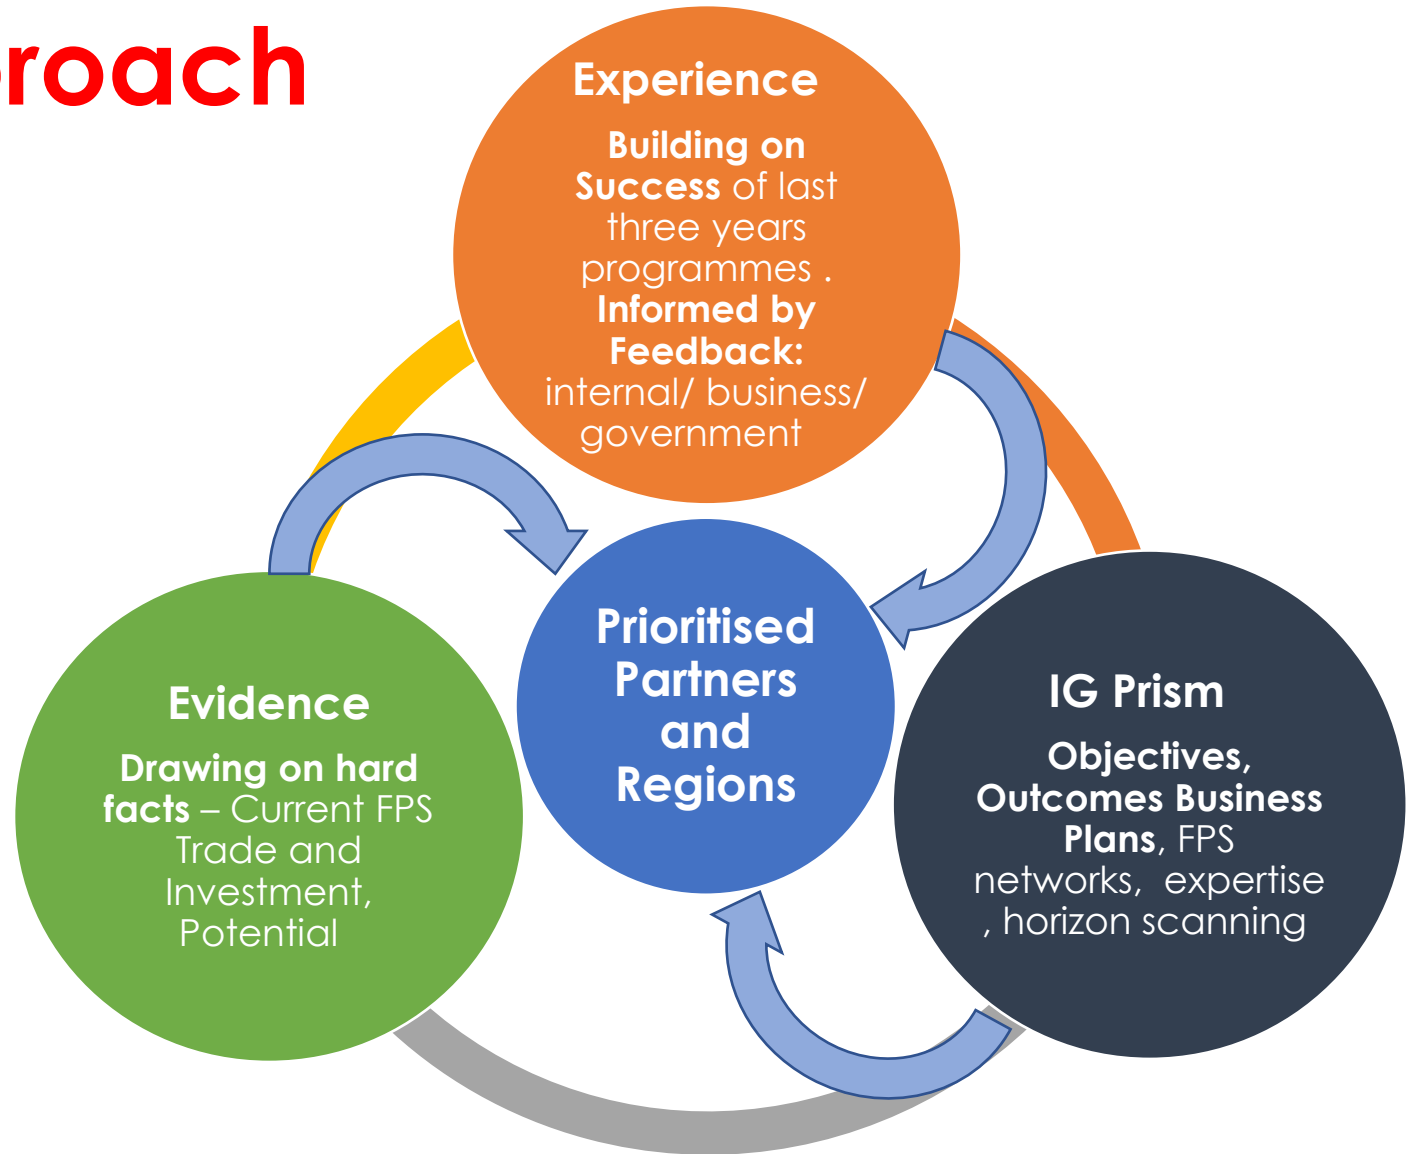 roach
Experience
Building on
Success of last
three years
programmes .
Informed by
Feedback:
internal/ business/
government
Prioritised
Partners
and
Regions
Evidence
Drawing on hard
facts – Current FPS
Trade and
Investment,
Potential
IG Prism
Objectives,
Outcomes Business
Plans, FPS
networks,  expertise
, horizon scanning